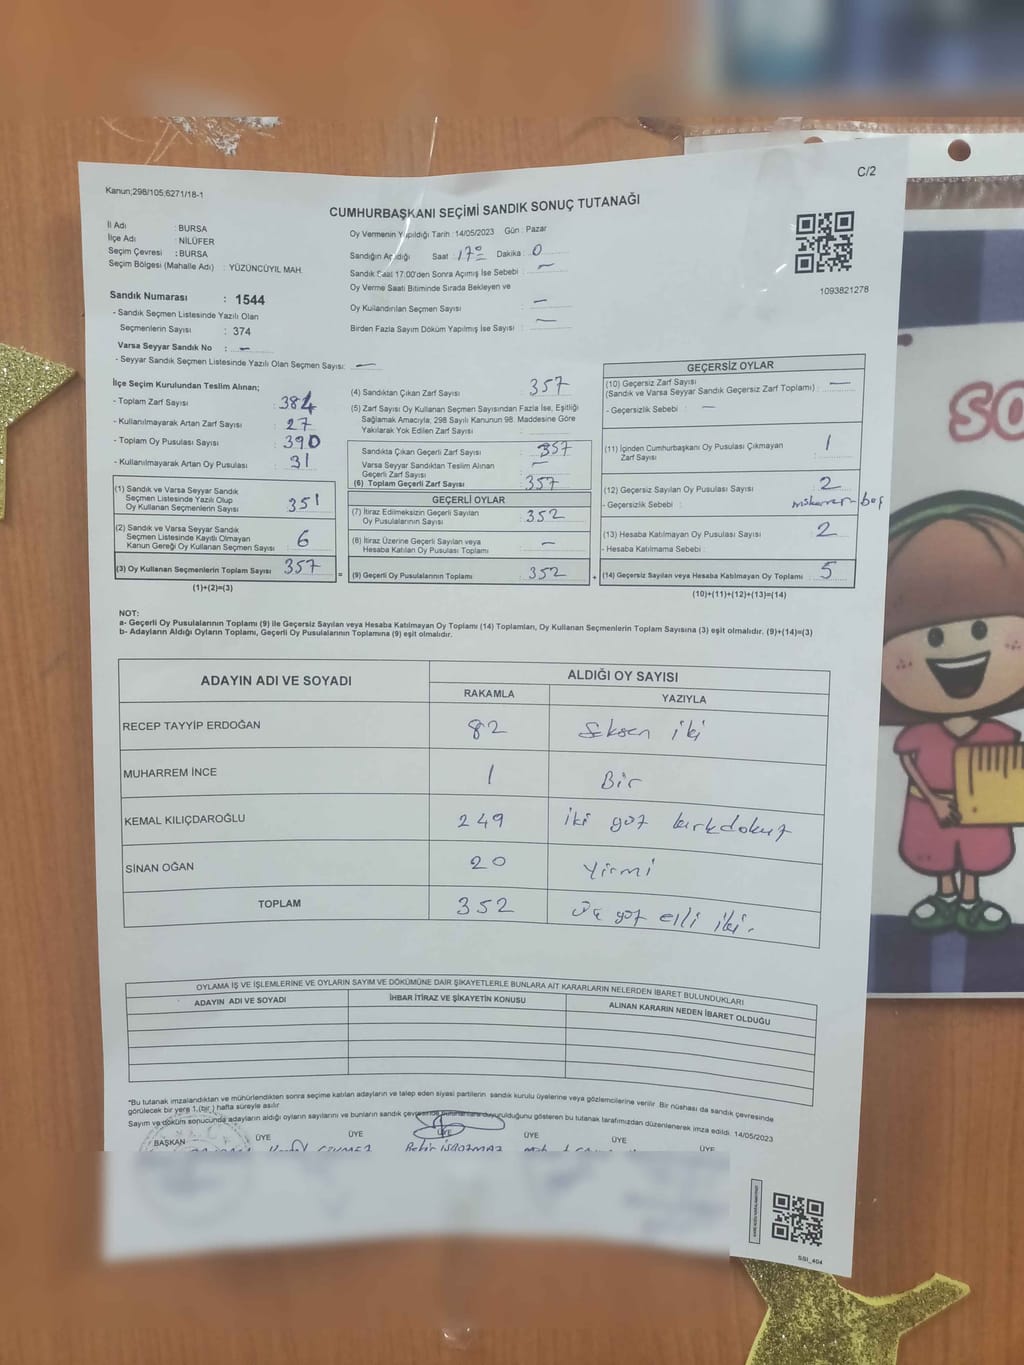 C/2
Kanun;298/105;6271/18-1
CUMHURBAŞKANI SEÇİMİ SANDIK SONUÇ TUTANAĞI
İl Adı : BURSA
İlçe Adı : NİLÜFER
Seçim Çevresi : BURSA
Seçim Bölgesi (Mahalle Adı) : YÜZÜNCÜYIL MAH.
Oy Vermenin Yapıldığı Tarih : 14/05/2023 Gün : Pazar
Sandığın Açıldığı Saat : 17:00 Dakika : 0
Sandık Saat 17:00'den Sonra Açımış İse Sebebi : —
Oy Verme Saati Bitiminde Sırada Bekleyen ve
Oy Kullandırılan Seçmen Sayısı : —
Birden Fazla Sayım Döküm Yapılmış İse Sayısı : —
1093821278
Sandık Numarası : 1544
- Sandık Seçmen Listesinde Yazılı Olan
Seçmenlerin Sayısı : 374
Varsa Seyyar Sandık No : —
- Seyyar Sandık Seçmen Listesinde Yazılı Olan Seçmen Sayısı: —
İlçe Seçim Kurulundan Teslim Alınan;
- Toplam Zarf Sayısı : 384
- Kullanılmayarak Artan Zarf Sayısı : 27
- Toplam Oy Pusulası Sayısı : 390
- Kullanılmayarak Artan Oy Pusulası : 31
(1) Sandık ve Varsa Seyyar Sandık
Seçmen Listesinde Yazılı Olup
Oy Kullanan Seçmenlerin Sayısı : 351
(2) Sandık ve Varsa Seyyar Sandık
Seçmen Listesinde Kayıtlı Olmayan
Kanun Gereği Oy Kullanan Seçmen Sayısı : 6
(3) Oy Kullanan Seçmenlerin Toplam Sayısı : 357
(1)+(2)=(3)
(4) Sandıktan Çıkan Zarf Sayısı : 357
(5) Zarf Sayısı Oy Kullanan Seçmen Sayısından Fazla İse, Eşitliği
Sağlamak Amacıyla; 298 Sayılı Kanunun 98. Maddesine Göre
Yakılarak Yok Edilen Zarf Sayısı :
Sandıkta Çıkan Geçerli Zarf Sayısı : 357
Varsa Seyyar Sandıktan Teslim Alınan
Geçerli Zarf Sayısı : —
(6) Toplam Geçerli Zarf Sayısı : 357
GEÇERLİ OYLAR
(7) İtiraz Edilmeksizin Geçerli Sayılan
Oy Pusulalarının Sayısı : 352
(8) İtiraz Üzerine Geçerli Sayılan veya
Hesaba Katılan Oy Pusulası Toplamı : —
= (9) Geçerli Oy Pusulalarının Toplamı : 352
GEÇERSİZ OYLAR
(10) Geçersiz Zarf Sayısı
(Sandık ve Varsa Seyyar Sandık Geçersiz Zarf Toplamı) : —
- Geçersizlik Sebebi : —
(11) İçinden Cumhurbaşkanı Oy Pusulası Çıkmayan
Zarf Sayısı : 1
(12) Geçersiz Sayılan Oy Pusulası Sayısı : 2
- Geçersizlik Sebebi : mükerrer - boş
(13) Hesaba Katılmayan Oy Pusulası Sayısı : 2
- Hesaba Katılmama Sebebi :
+ (14) Geçersiz Sayılan veya Hesaba Katılmayan Oy Toplamı : 5
(10)+(11)+(12)+(13)=(14)
NOT:
a- Geçerli Oy Pusulalarının Toplamı (9) ile Geçersiz Sayılan veya Hesaba Katılmayan Oy Toplamı (14) Toplamları, Oy Kullanan Seçmenlerin Toplam Sayısına (3) eşit olmalıdır. (9)+(14)=(3)
b- Adayların Aldığı Oyların Toplamı, Geçerli Oy Pusulalarının Toplamına (9) eşit olmalıdır.
ADAYIN ADI VE SOYADI
ALDIĞI OY SAYISI
RAKAMLA YAZIYLA
RECEP TAYYİP ERDOĞAN 82 Seksen iki
MUHARREM İNCE 1 Bir
KEMAL KILIÇDAROĞLU 249 iki yüz kırkdokuz
SİNAN OĞAN 20 Yirmi
TOPLAM 352 Üç yüz elli iki.
OYLAMA İŞ VE İŞLEMLERİNE VE OYLARIN SAYIM VE DÖKÜMÜNE DAİR ŞİKAYETLERLE BUNLARA AİT KARARLARIN NELERDEN İBARET BULUNDUKLARI
ADAYIN ADI VE SOYADI İHBAR İTİRAZ VE ŞİKAYETİN KONUSU ALINAN KARARIN NEDEN İBARET OLDUĞU
*Bu tutanak imzalandıktan ve mühürlendikten sonra seçime katılan adayların ve talep eden siyasi partilerin sandık kurulu üyelerine veya gözlemcilerine verilir. Bir nüshası da sandık çevresinde
görülecek bir yere 1 (bir) hafta süreyle asılır.
Sayım ve döküm sonucunda adayların aldığı oyların sayılarını ve bunların sandık çevresinde duyurulduğunu gösteren bu tutanak tarafımızdan düzenlenerek imza edildi. 14/05/2023
BAŞKAN ÜYE ÜYE ÜYE ÜYE ÜYE ÜYE
SSI_404
SO